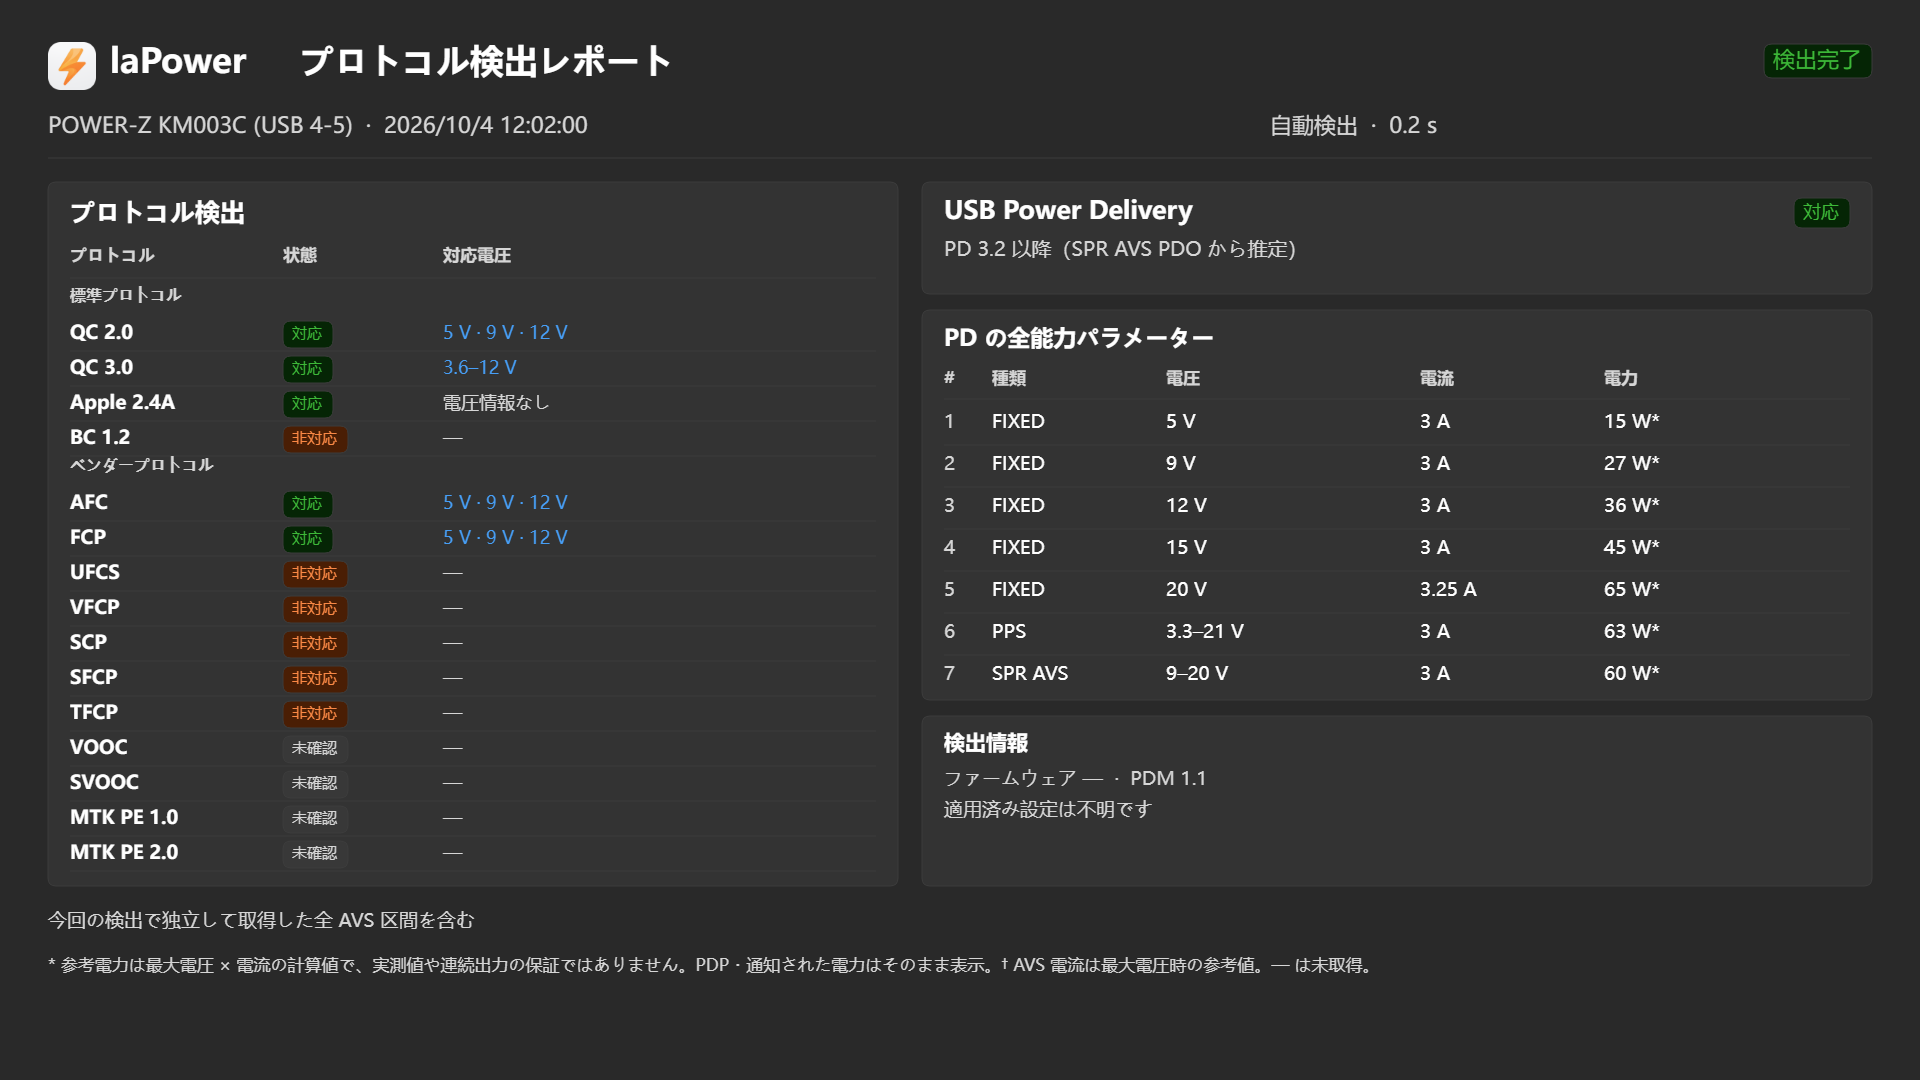 laPower プロトコル検出レポート
検出完了
POWER-Z KM003C (USB 4-5) · 2026/10/4 12:02:00
自動検出 · 0.2 s
プロトコル検出
プロトコル 状態 対応電圧
標準プロトコル
QC 2.0 対応 5 V · 9 V · 12 V
QC 3.0 対応 3.6–12 V
Apple 2.4A 対応 電圧情報なし
BC 1.2 非対応 —
ベンダープロトコル
AFC 対応 5 V · 9 V · 12 V
FCP 対応 5 V · 9 V · 12 V
UFCS 非対応 —
VFCP 非対応 —
SCP 非対応 —
SFCP 非対応 —
TFCP 非対応 —
VOOC 未確認 —
SVOOC 未確認 —
MTK PE 1.0 未確認 —
MTK PE 2.0 未確認 —
USB Power Delivery 対応
PD 3.2 以降（SPR AVS PDO から推定）
PD の全能力パラメーター
# 種類 電圧 電流 電力
1 FIXED 5 V 3 A 15 W*
2 FIXED 9 V 3 A 27 W*
3 FIXED 12 V 3 A 36 W*
4 FIXED 15 V 3 A 45 W*
5 FIXED 20 V 3.25 A 65 W*
6 PPS 3.3–21 V 3 A 63 W*
7 SPR AVS 9–20 V 3 A 60 W*
検出情報
ファームウェア — · PDM 1.1
適用済み設定は不明です
今回の検出で独立して取得した全 AVS 区間を含む
* 参考電力は最大電圧 × 電流の計算値で、実測値や連続出力の保証ではありません。PDP・通知された電力はそのまま表示。† AVS 電流は最大電圧時の参考値。— は未取得。